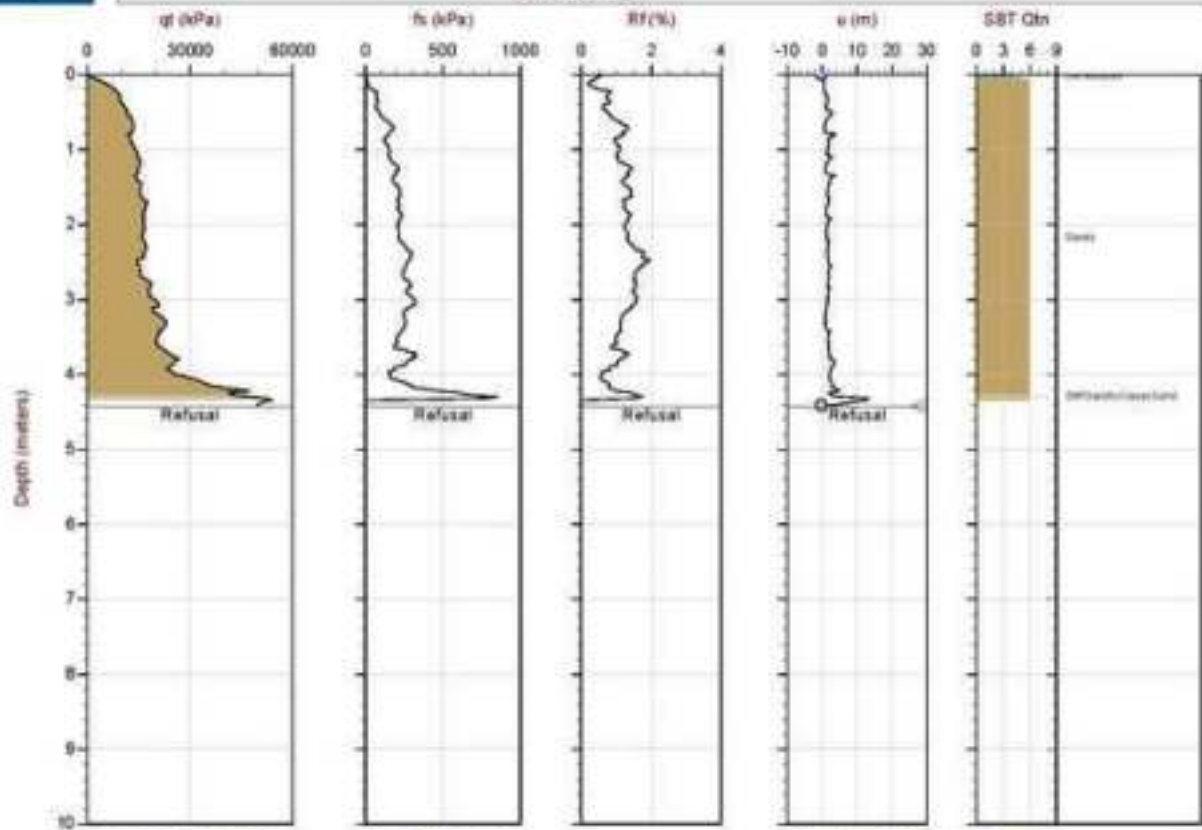 qt (kPa) fs (kPa) Rf (%) u (m) SBT Qtn
0 30000 60000 0 500 1000 0 2 4 -10 0 10 20 30 0 3 6 9
0
1
2
Sands
3
4
Refusal Refusal Refusal Refusal
5
Depth (meters)
6
7
8
9
10